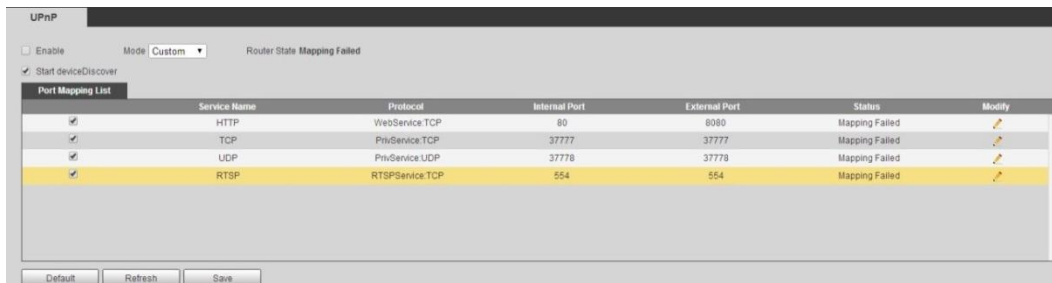 UPnP
Enable Mode Custom Router State Mapping Failed
Start deviceDiscover
Port Mapping List
Service Name Protocol Internal Port External Port Status Modify
HTTP WebService:TCP 80 8080 Mapping Failed
TCP PrivService:TCP 37777 37777 Mapping Failed
UDP PrivService:UDP 37778 37778 Mapping Failed
RTSP RTSPService:TCP 554 554 Mapping Failed
Default Refresh Save